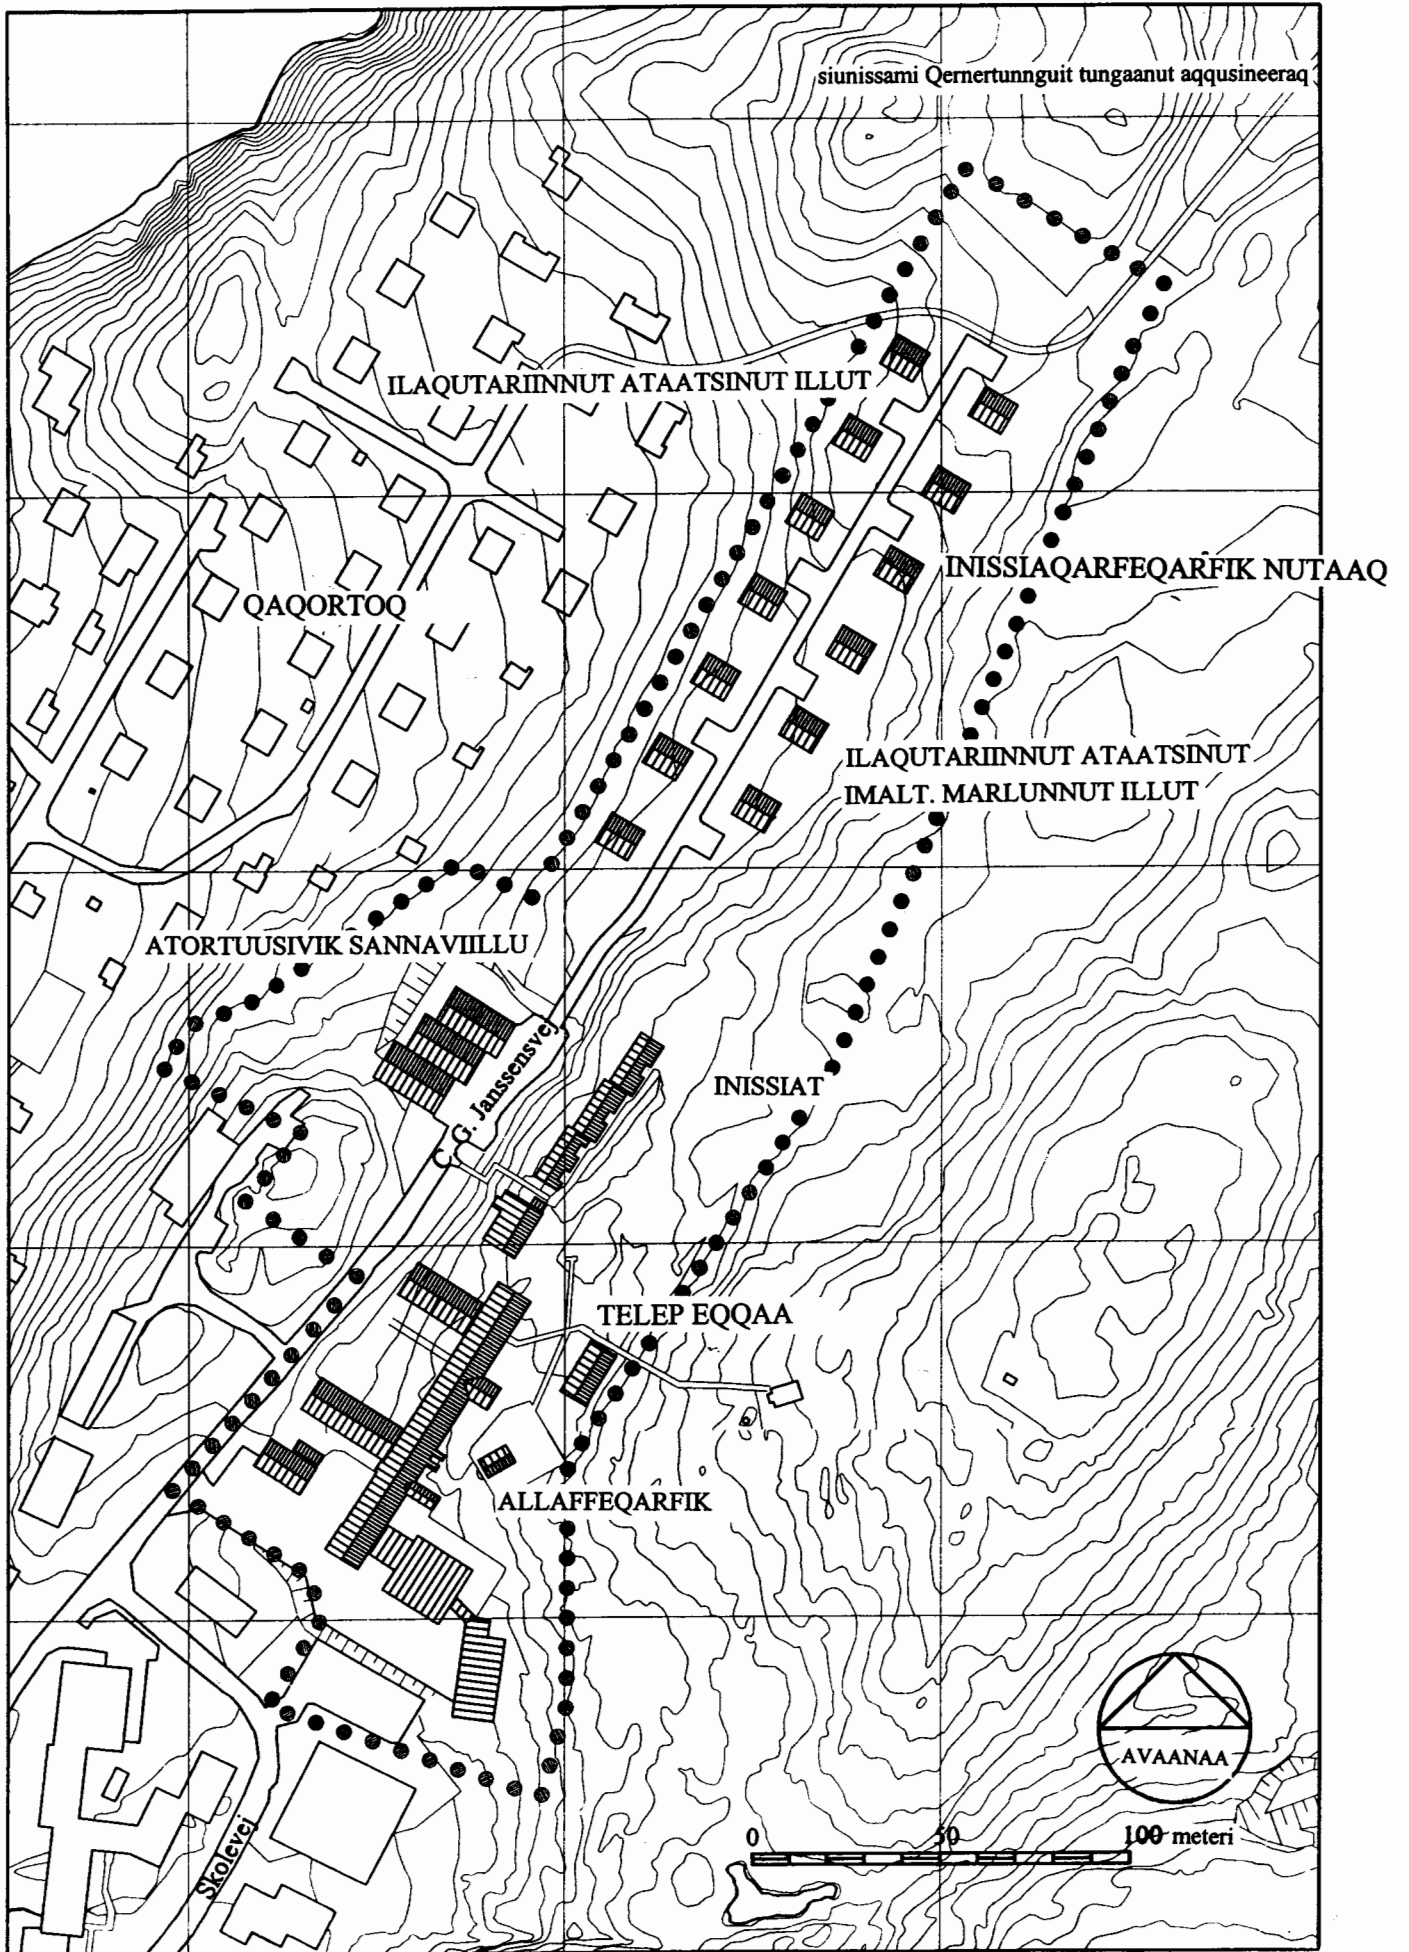 siunissami Qernertunnguit tungaanut aqqusineeraq
ILAQUTARIINNUT ATAATSINUT ILLUT
INISSIAQARFEQARFIK NUTAAQ
QAQORTOQ
ILAQUTARIINNUT ATAATSINUT
IMALT. MARLUNNUT ILLUT
ATORTUUSIVIK SANNAVIILLU
C. G. Janssensvej
INISSIAT
TELEP EQQAA
ALLAFFEQARFIK
AVAANAA
0 50 100 meteri
Skolevej